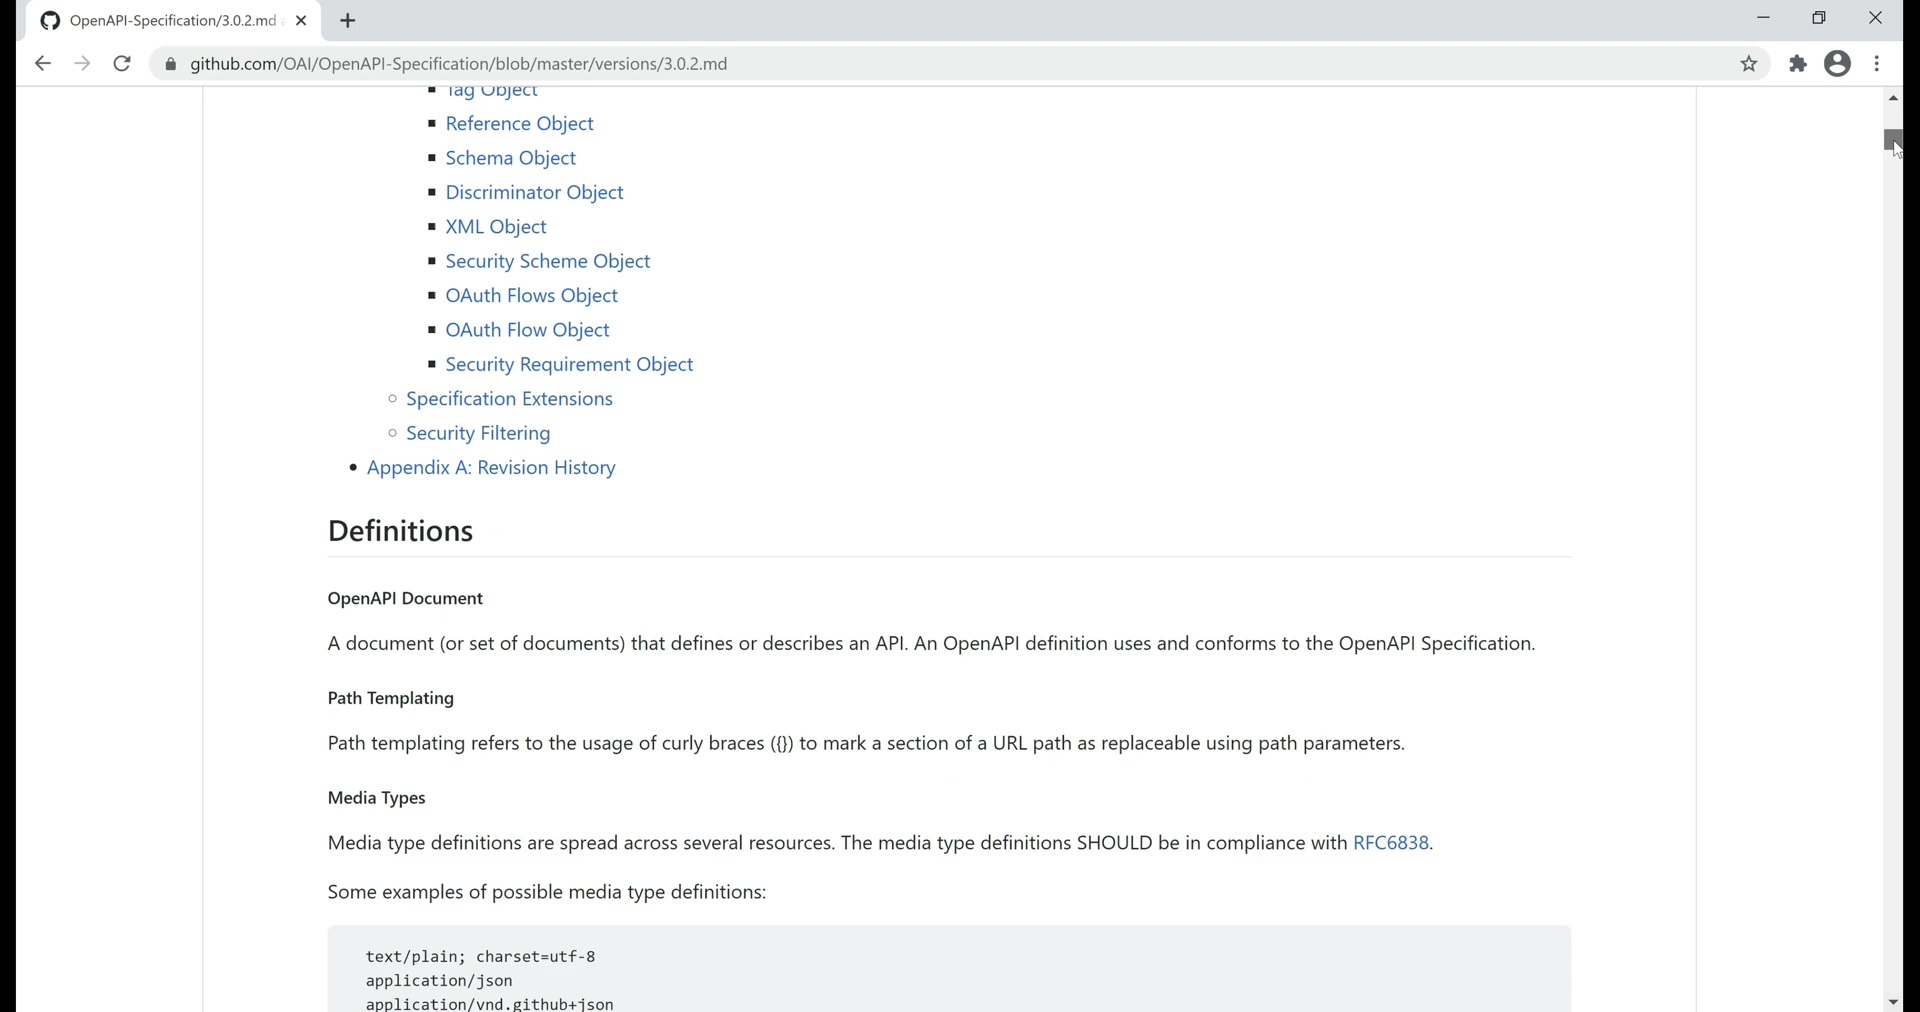 OpenAPI-Specification/3.0.2.md
github.com/OAI/OpenAPI-Specification/blob/master/versions/3.0.2.md
Tag Object
Reference Object
Schema Object
Discriminator Object
XML Object
Security Scheme Object
OAuth Flows Object
OAuth Flow Object
Security Requirement Object
Specification Extensions
Security Filtering
Appendix A: Revision History
Definitions
OpenAPI Document
A document (or set of documents) that defines or describes an API. An OpenAPI definition uses and conforms to the OpenAPI Specification.
Path Templating
Path templating refers to the usage of curly braces ({}) to mark a section of a URL path as replaceable using path parameters.
Media Types
Media type definitions are spread across several resources. The media type definitions SHOULD be in compliance with RFC6838.
Some examples of possible media type definitions:
text/plain; charset=utf-8
application/json
application/vnd.github+json